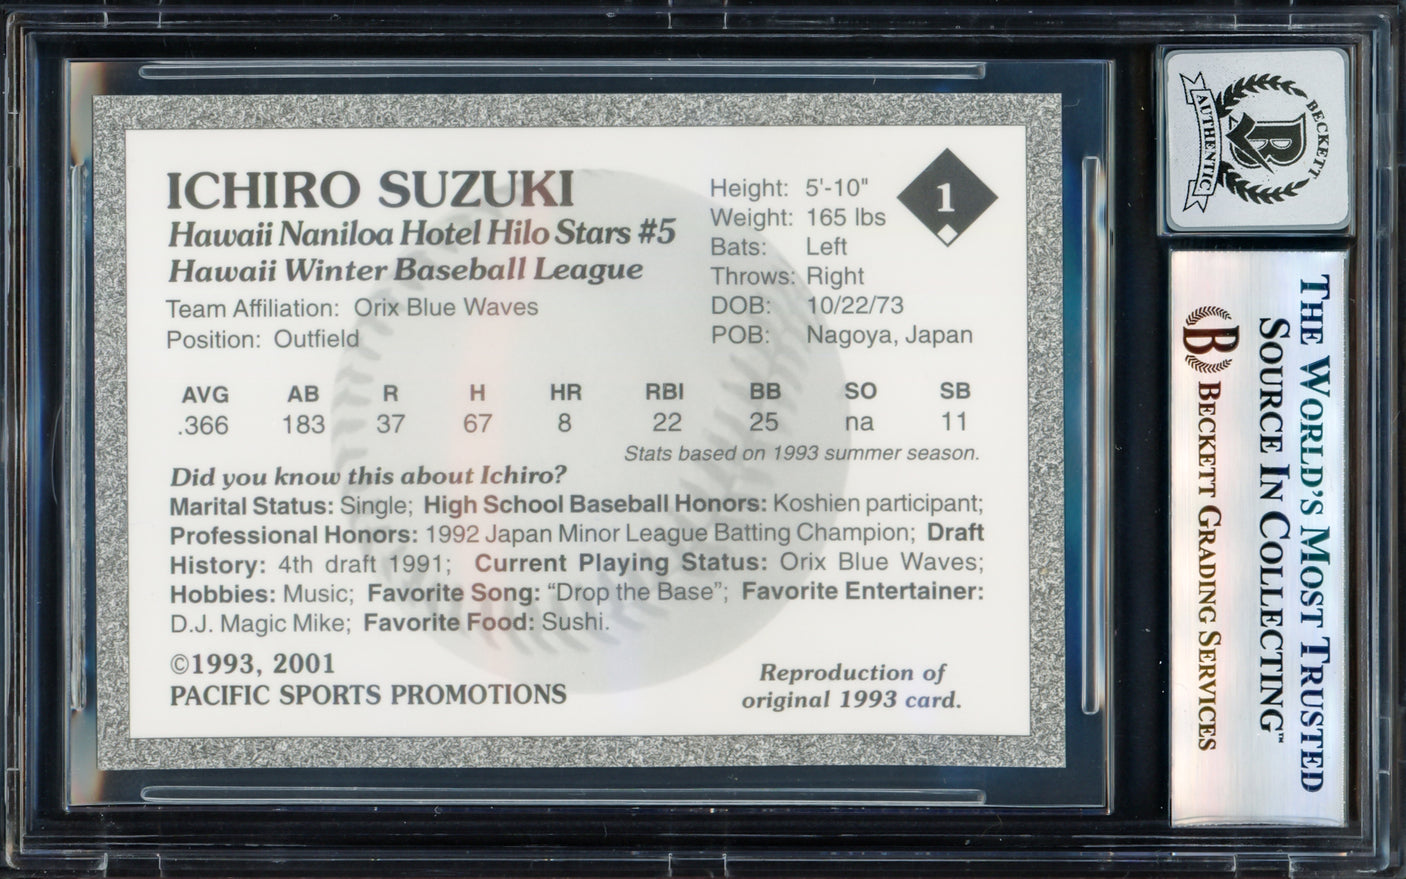 ICHIRO SUZUKI
Hawaii Naniloa Hotel Hilo Stars #5
Hawaii Winter Baseball League
Team Affiliation: Orix Blue Waves
Position: Outfield
Height: 5'-10"
Weight: 165 lbs
Bats: Left
Throws: Right
DOB: 10/22/73
POB: Nagoya, Japan
1
AVG AB R H HR RBI BB SO SB
.366 183 37 67 8 22 25 na 11
Stats based on 1993 summer season.
Did you know this about Ichiro?
Marital Status: Single; High School Baseball Honors: Koshien participant;
Professional Honors: 1992 Japan Minor League Batting Champion; Draft
History: 4th draft 1991; Current Playing Status: Orix Blue Waves;
Hobbies: Music; Favorite Song: “Drop the Base”; Favorite Entertainer:
D.J. Magic Mike; Favorite Food: Sushi.
©1993, 2001
PACIFIC SPORTS PROMOTIONS
Reproduction of
original 1993 card.
BECKETT
B
AUTHENTIC
THE WORLD'S MOST TRUSTED
SOURCE IN COLLECTING™
B BECKETT GRADING SERVICES